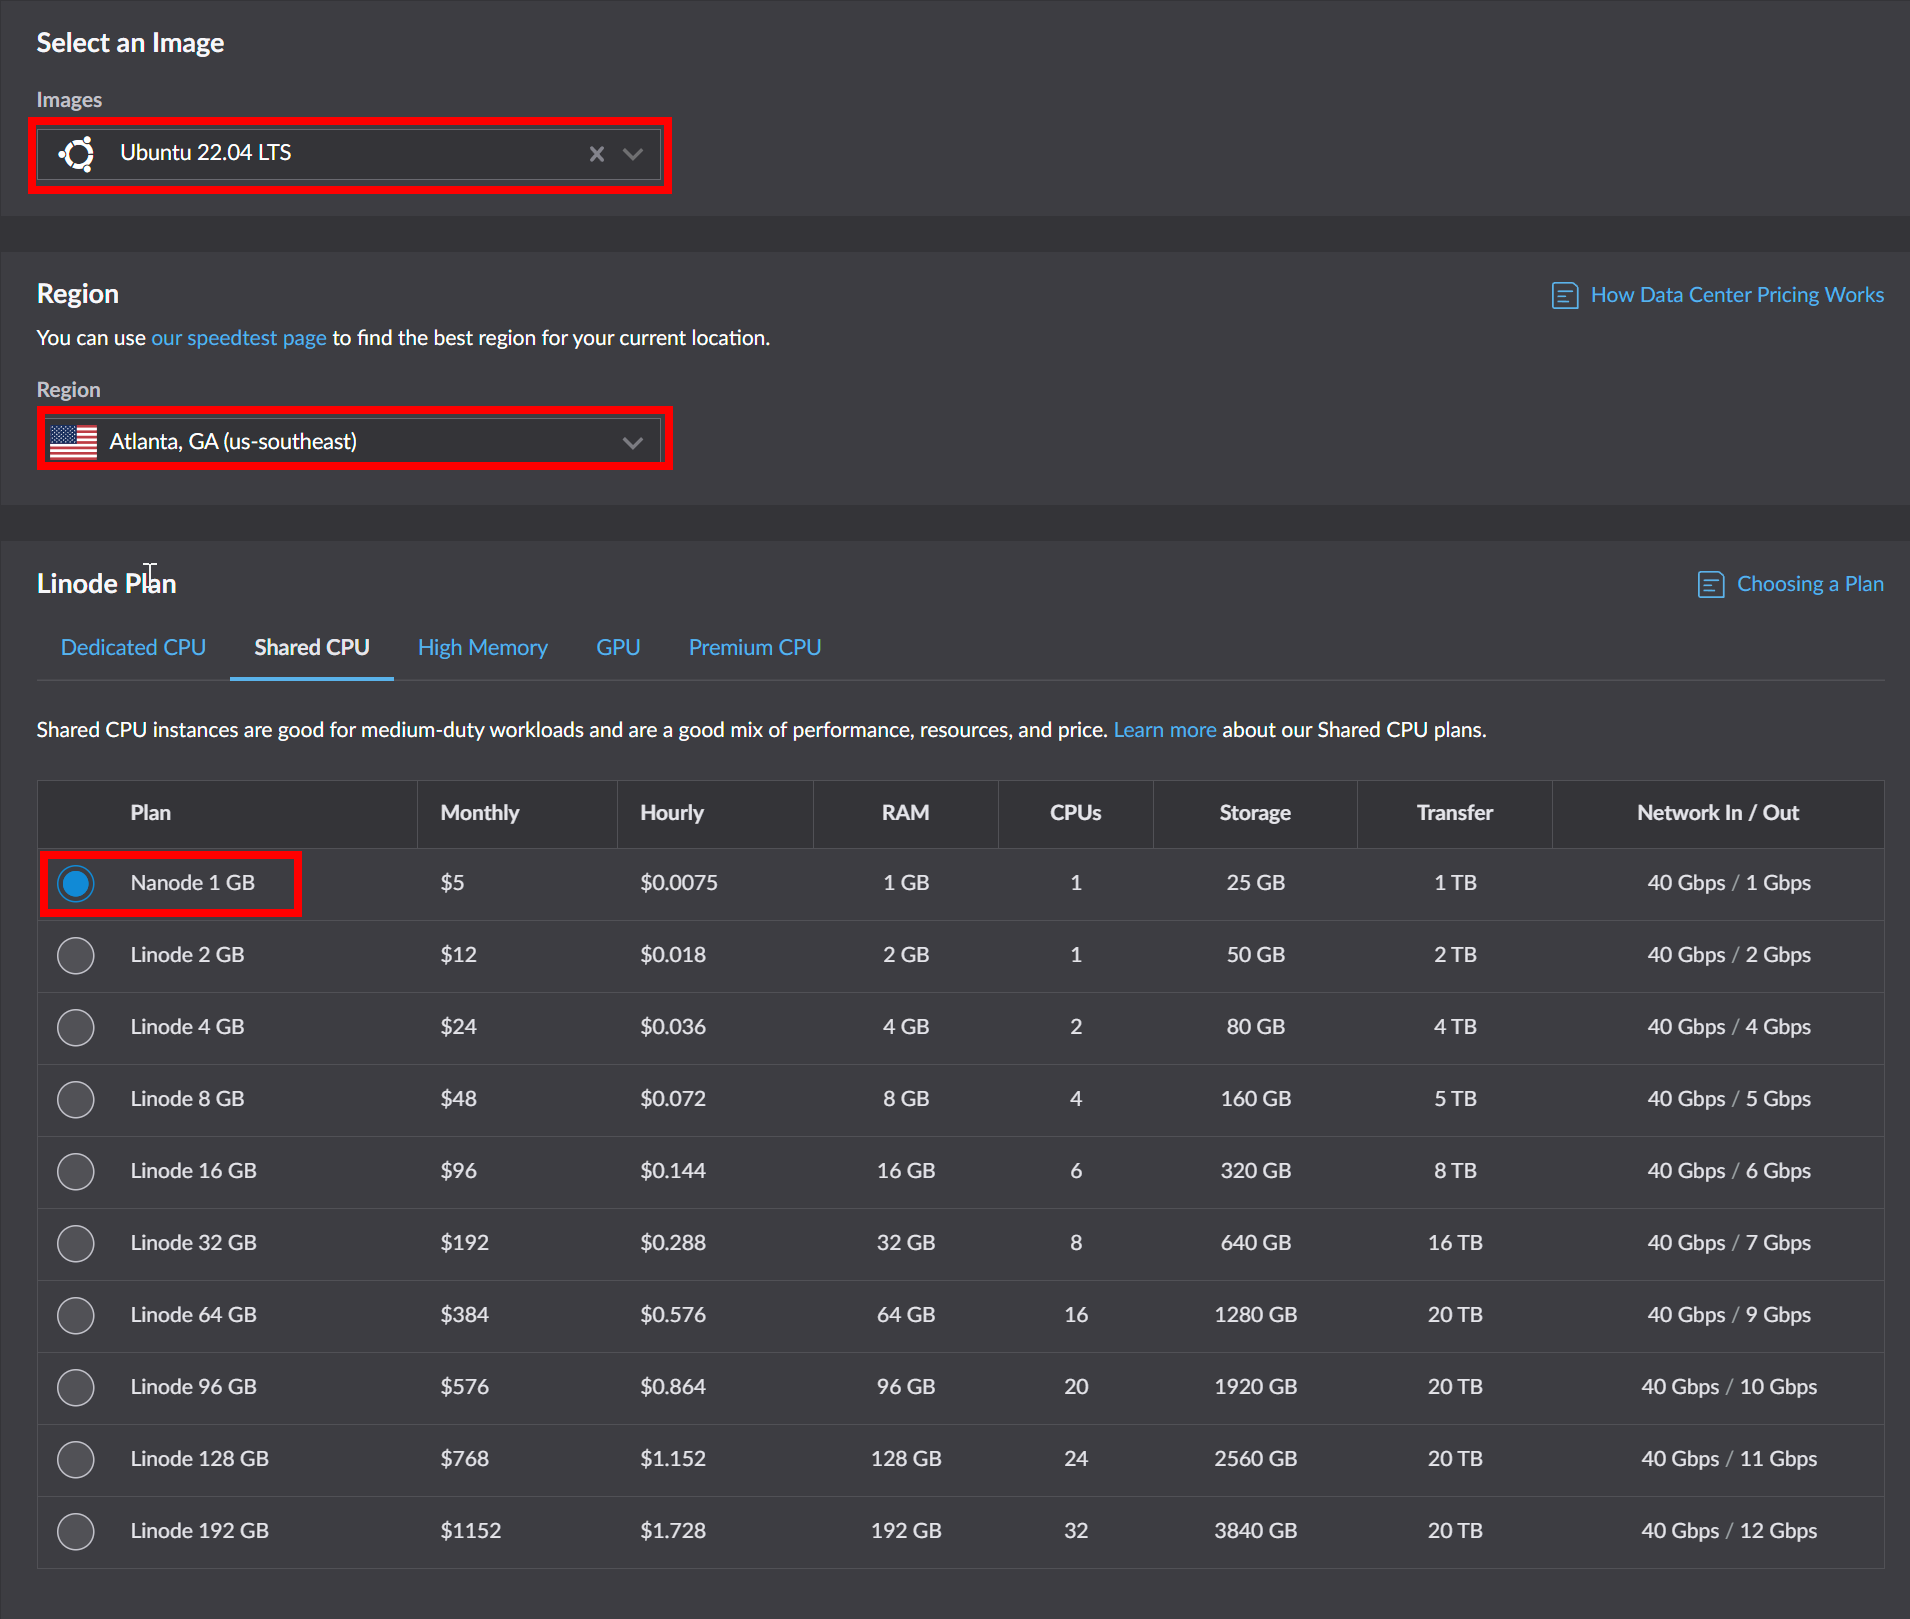 Select an Image
Images
Ubuntu 22.04 LTS
Region
How Data Center Pricing Works
You can use our speedtest page to find the best region for your current location.
Region
Atlanta, GA (us-southeast)
Linode Plan
Choosing a Plan
Dedicated CPU Shared CPU High Memory GPU Premium CPU
Shared CPU instances are good for medium-duty workloads and are a good mix of performance, resources, and price. Learn more about our Shared CPU plans.
Plan Monthly Hourly RAM CPUs Storage Transfer Network In / Out
Nanode 1 GB $5 $0.0075 1 GB 1 25 GB 1 TB 40 Gbps / 1 Gbps
Linode 2 GB $12 $0.018 2 GB 1 50 GB 2 TB 40 Gbps / 2 Gbps
Linode 4 GB $24 $0.036 4 GB 2 80 GB 4 TB 40 Gbps / 4 Gbps
Linode 8 GB $48 $0.072 8 GB 4 160 GB 5 TB 40 Gbps / 5 Gbps
Linode 16 GB $96 $0.144 16 GB 6 320 GB 8 TB 40 Gbps / 6 Gbps
Linode 32 GB $192 $0.288 32 GB 8 640 GB 16 TB 40 Gbps / 7 Gbps
Linode 64 GB $384 $0.576 64 GB 16 1280 GB 20 TB 40 Gbps / 9 Gbps
Linode 96 GB $576 $0.864 96 GB 20 1920 GB 20 TB 40 Gbps / 10 Gbps
Linode 128 GB $768 $1.152 128 GB 24 2560 GB 20 TB 40 Gbps / 11 Gbps
Linode 192 GB $1152 $1.728 192 GB 32 3840 GB 20 TB 40 Gbps / 12 Gbps